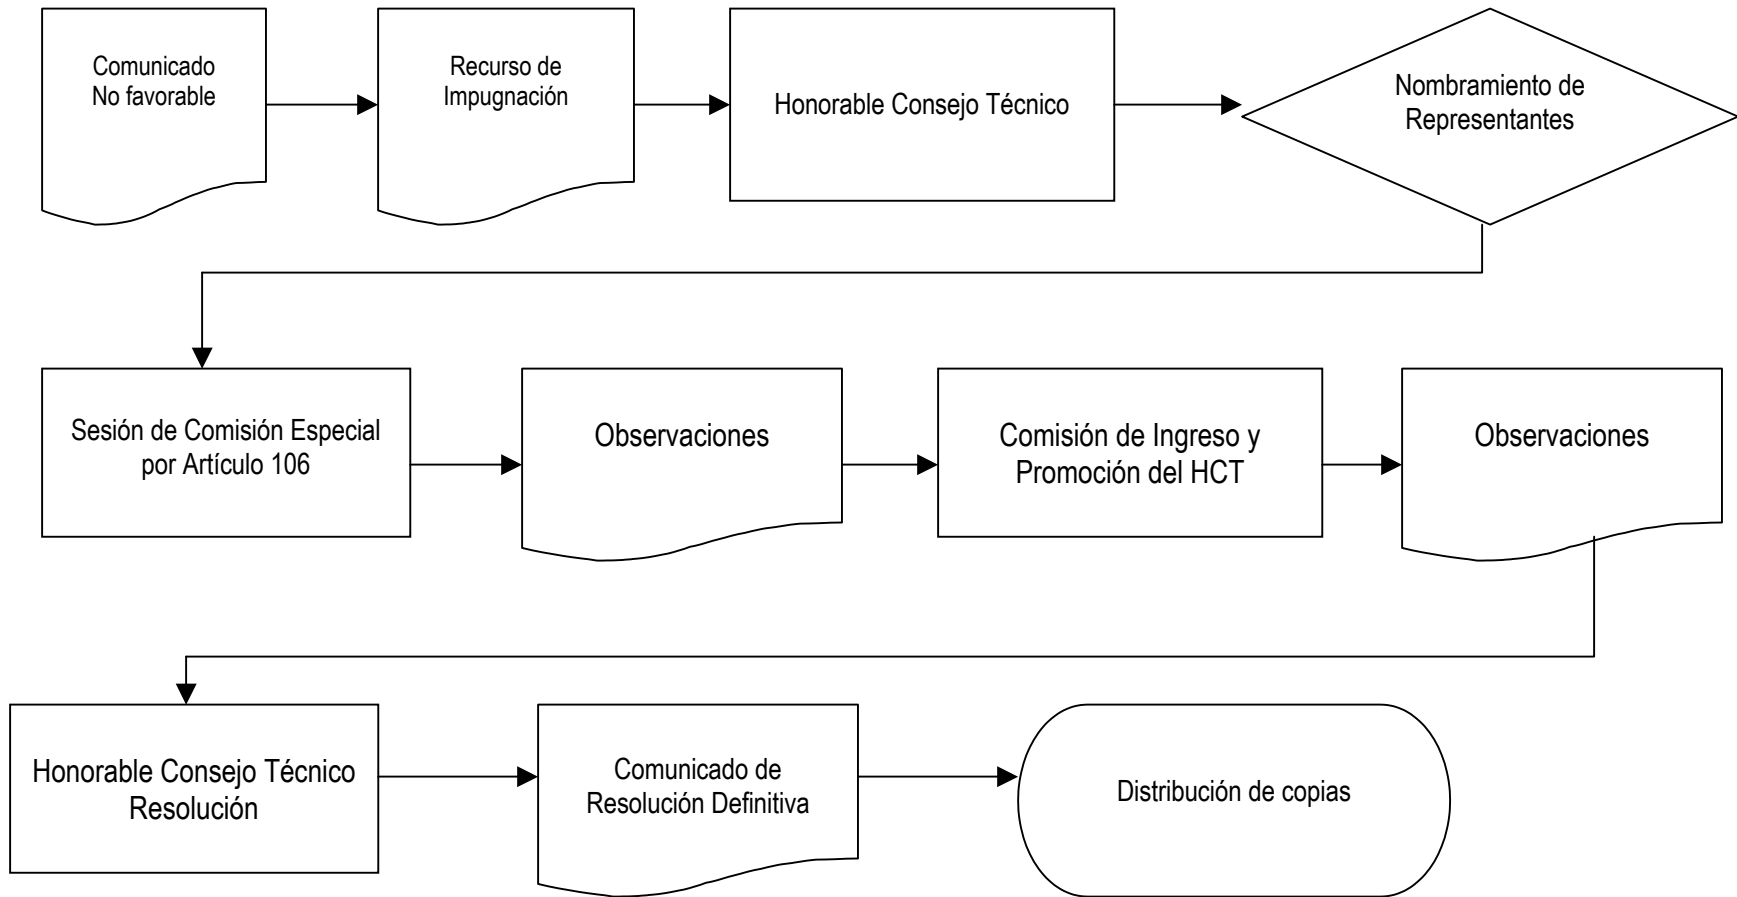 Comunicado
No favorable
Recurso de
Impugnación
Honorable Consejo Técnico
Nombramiento de
Representantes
Sesión de Comisión Especial
por Artículo 106
Observaciones
Comisión de Ingreso y
Promoción del HCT
Observaciones
Honorable Consejo Técnico
Resolución
Comunicado de
Resolución Definitiva
Distribución de copias